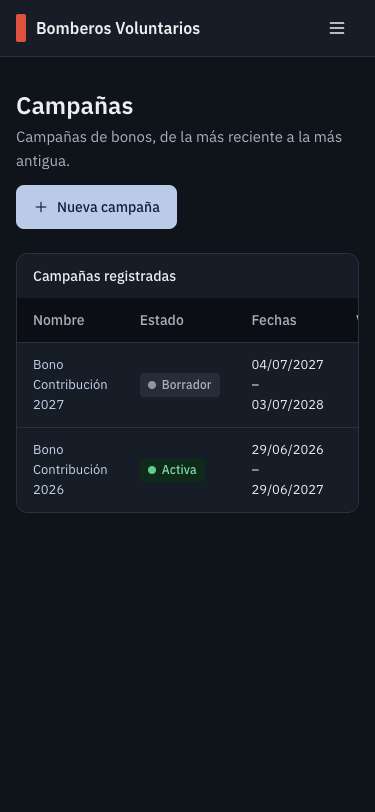 Bomberos Voluntarios
Campañas
Campañas de bonos, de la más reciente a la más
antigua.
Nueva campaña
Campañas registradas
Nombre Estado Fechas
Bono
Contribución
2027
Borrador
04/07/2027
–
03/07/2028
Bono
Contribución
2026
Activa
29/06/2026
–
29/06/2027